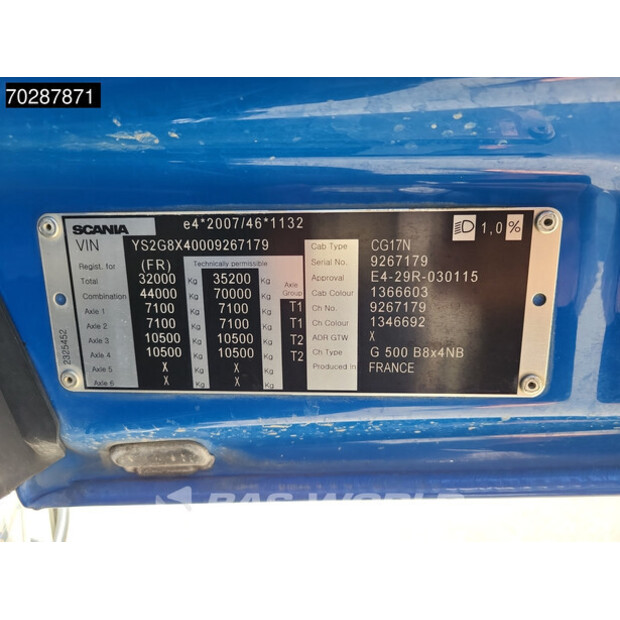 70287871
SCANIA e4*2007/46*1132 1,0 %
VIN YS2G8X40009267179 Cab Type CG17N
Regist. for (FR) Technically permissible Serial No. 9267179
Total 32000 Kg 35200 Kg Axle Group Approval E4-29R-030115
Combination 44000 Kg 70000 Kg Cab Colour 1366603
Axle 1 7100 Kg 7100 Kg T1 Ch No. 9267179
Axle 2 7100 Kg 7100 Kg T1 Ch Colour 1346692
Axle 3 10500 Kg 10500 Kg T2 ADR GTW X
Axle 4 10500 Kg 10500 Kg T2 Ch Type G 500 B8x4NB
Axle 5 X Kg X Kg Produced In FRANCE
Axle 6 X Kg X Kg
2325452
BAS WORLD